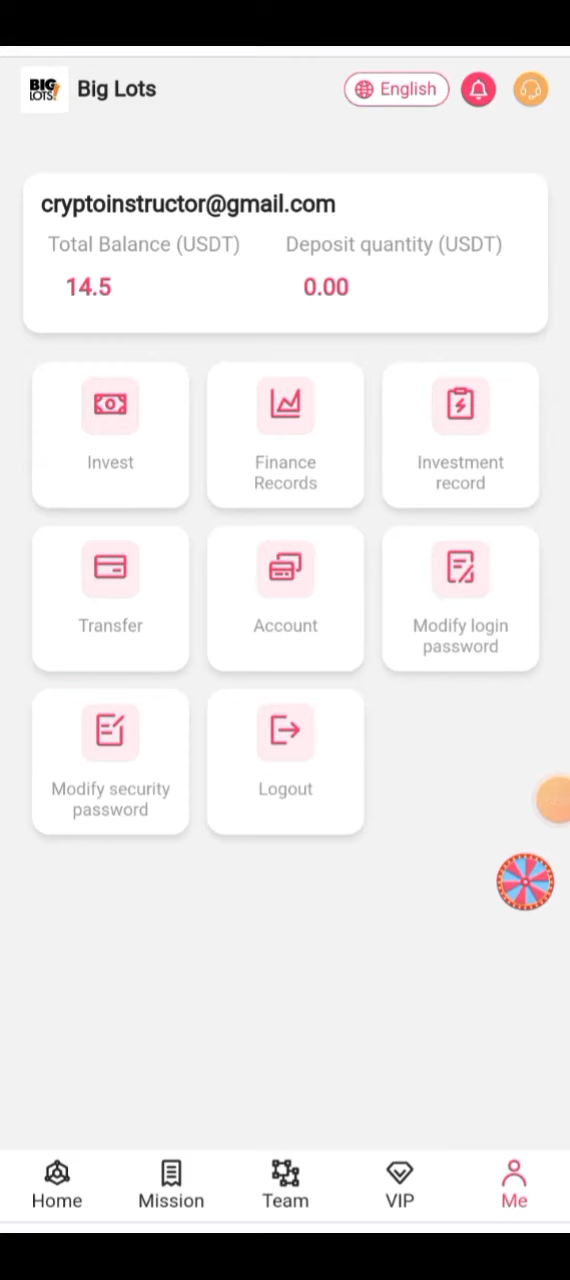 BIG
LOTS!
Big Lots
English
cryptoinstructor@gmail.com
Total Balance (USDT)
Deposit quantity (USDT)
14.5
0.00
Invest
Finance
Records
Investment
record
Transfer
Account
Modify login
password
Modify security
password
Logout
Home
Mission
Team
VIP
Me